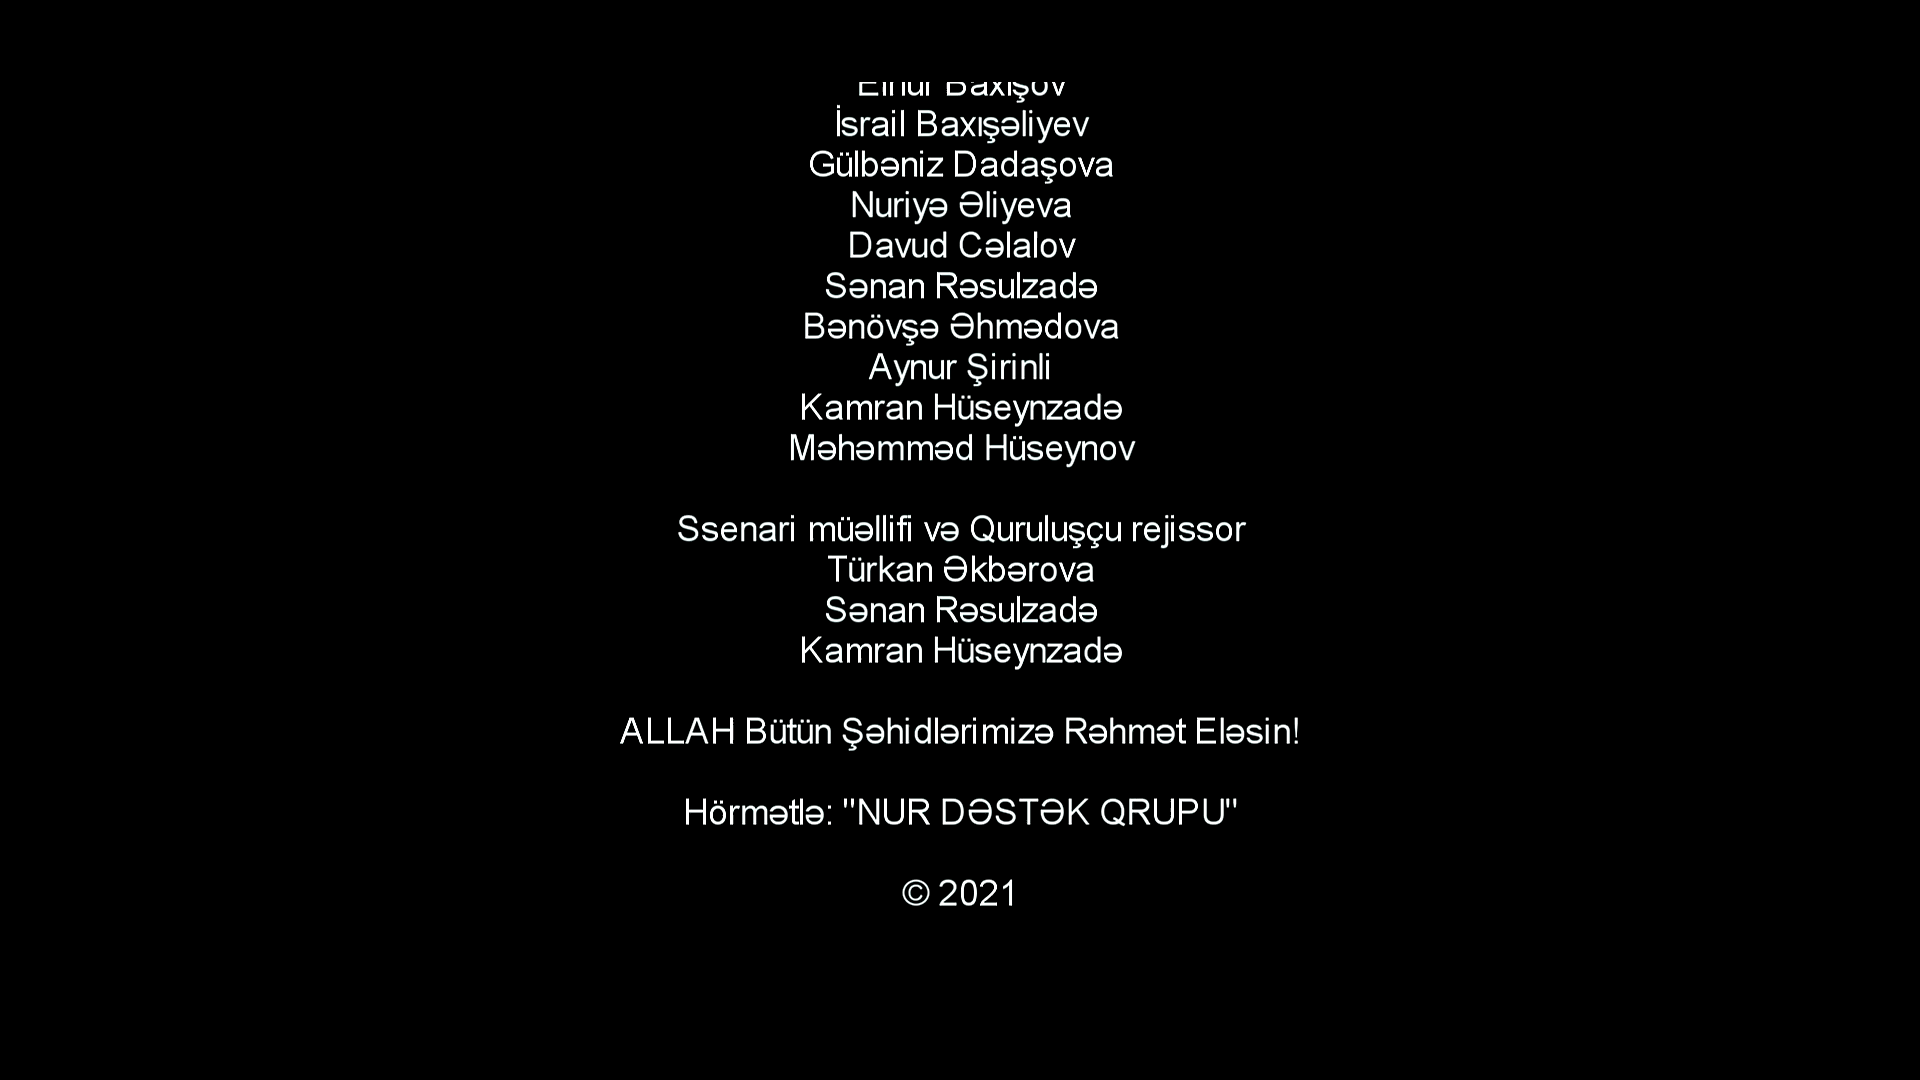 Baxışov
İsrail Baxışəliyev
Gülbəniz Dadaşova
Nuriyə Əliyeva
Davud Cəlalov
Sənan Rəsulzadə
Bənövşə Əhmədova
Aynur Şirinli
Kamran Hüseynzadə
Məhəmməd Hüseynov
Ssenari müəllifi və Quruluşçu rejissor
Türkan Əkbərova
Sənan Rəsulzadə
Kamran Hüseynzadə
ALLAH Bütün Şəhidlərimizə Rəhmət Eləsin!
Hörmətlə: "NUR DƏSTƏK QRUPU"
© 2021